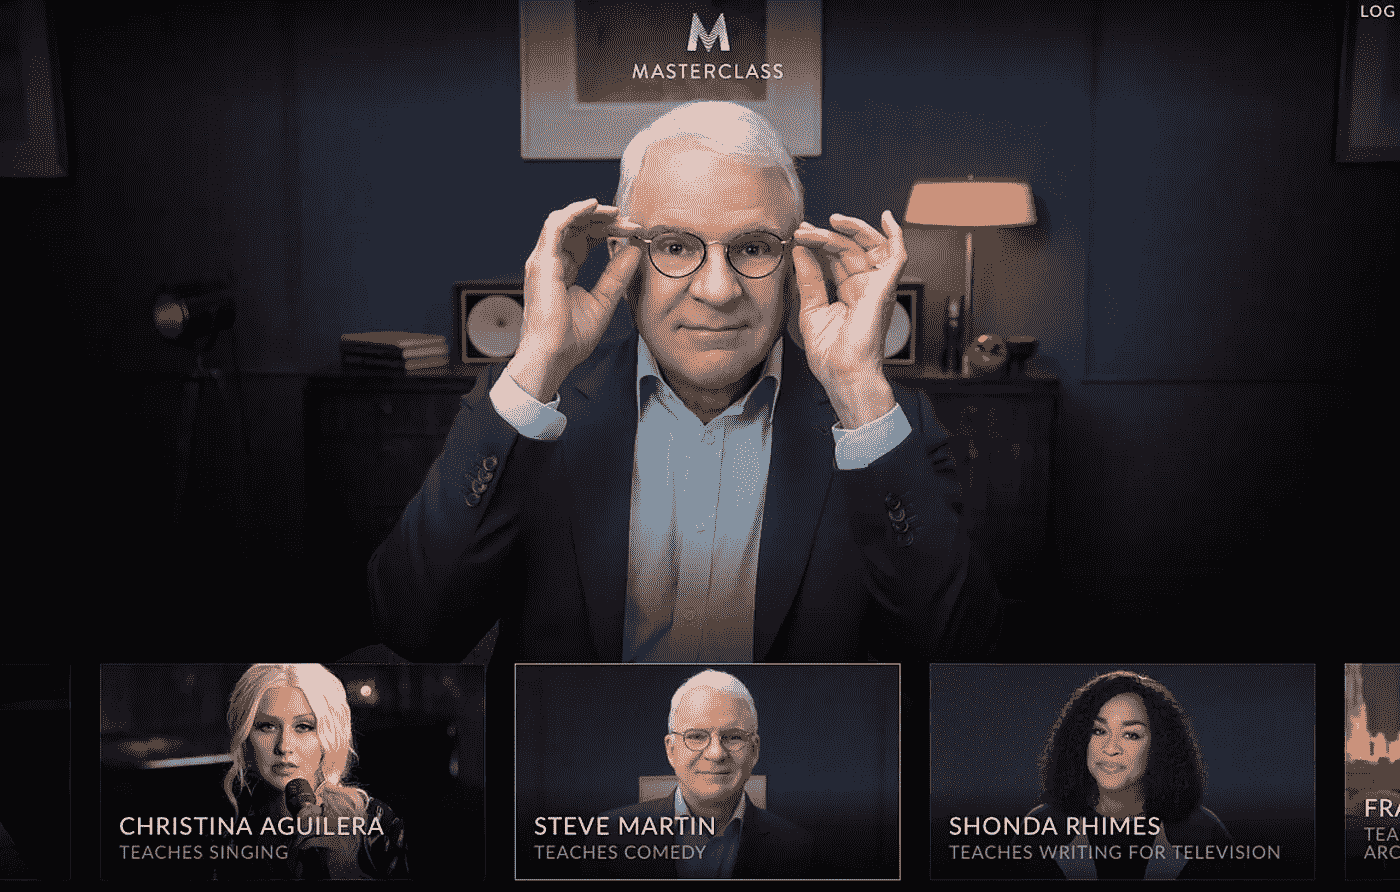 LOG
M
MASTERCLASS
CHRISTINA AGUILERA
TEACHES SINGING
STEVE MARTIN
TEACHES COMEDY
SHONDA RHIMES
TEACHES WRITING FOR TELEVISION
FRA
TEA
ARC